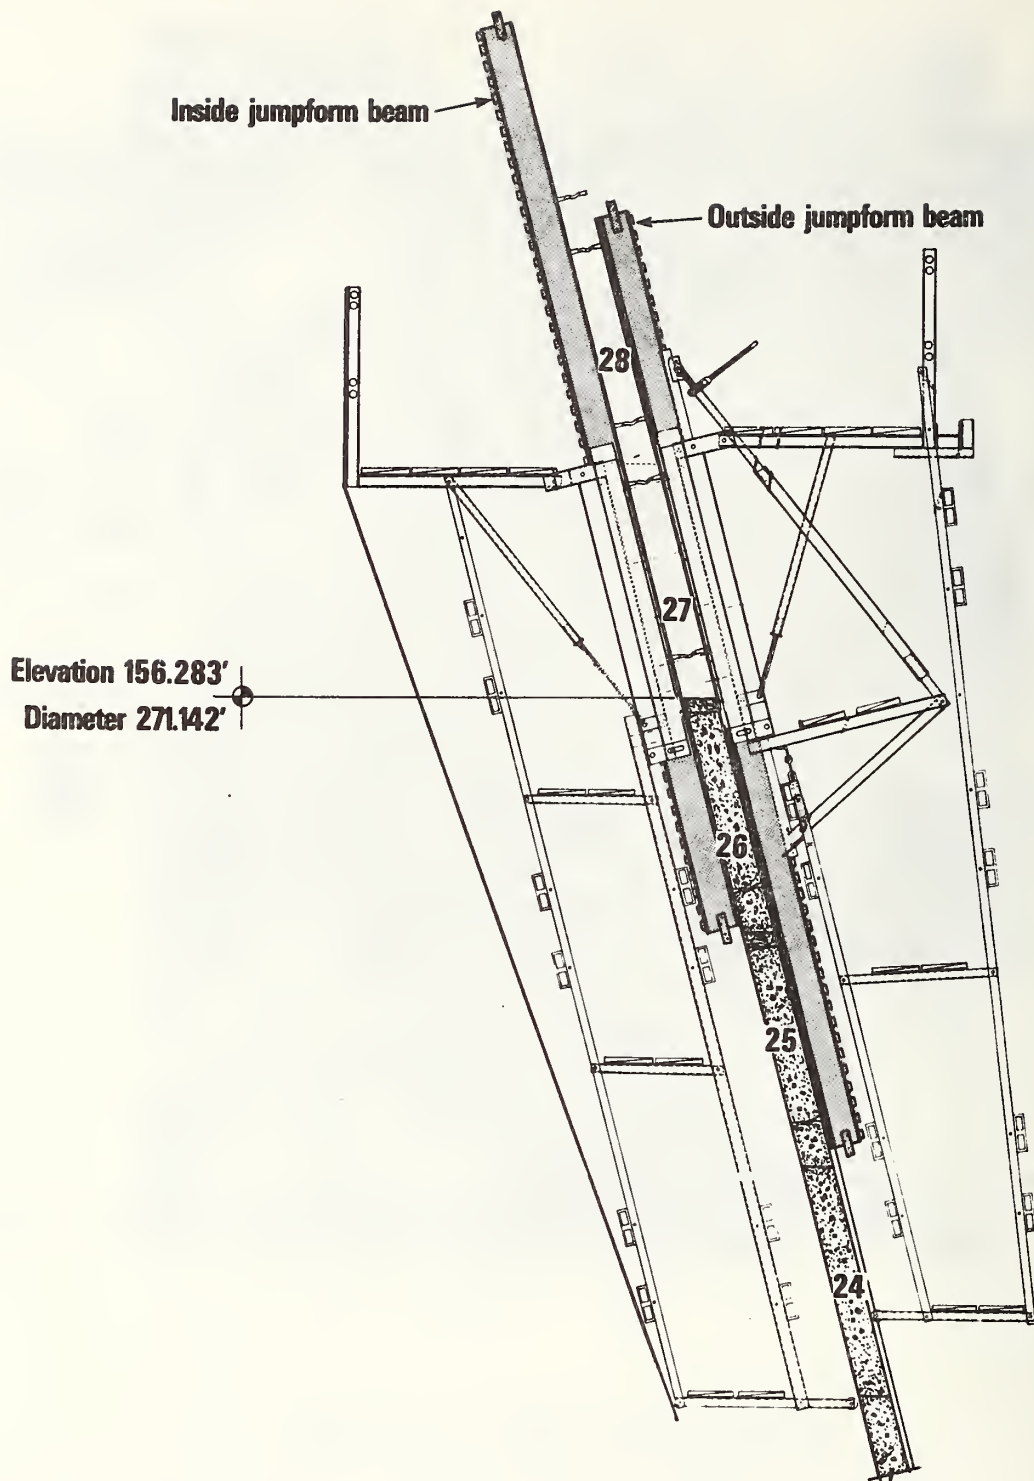 Inside jumpform beam
Outside jumpform beam
28
27
Elevation 156.283′
Diameter 271.142′
26
25
24